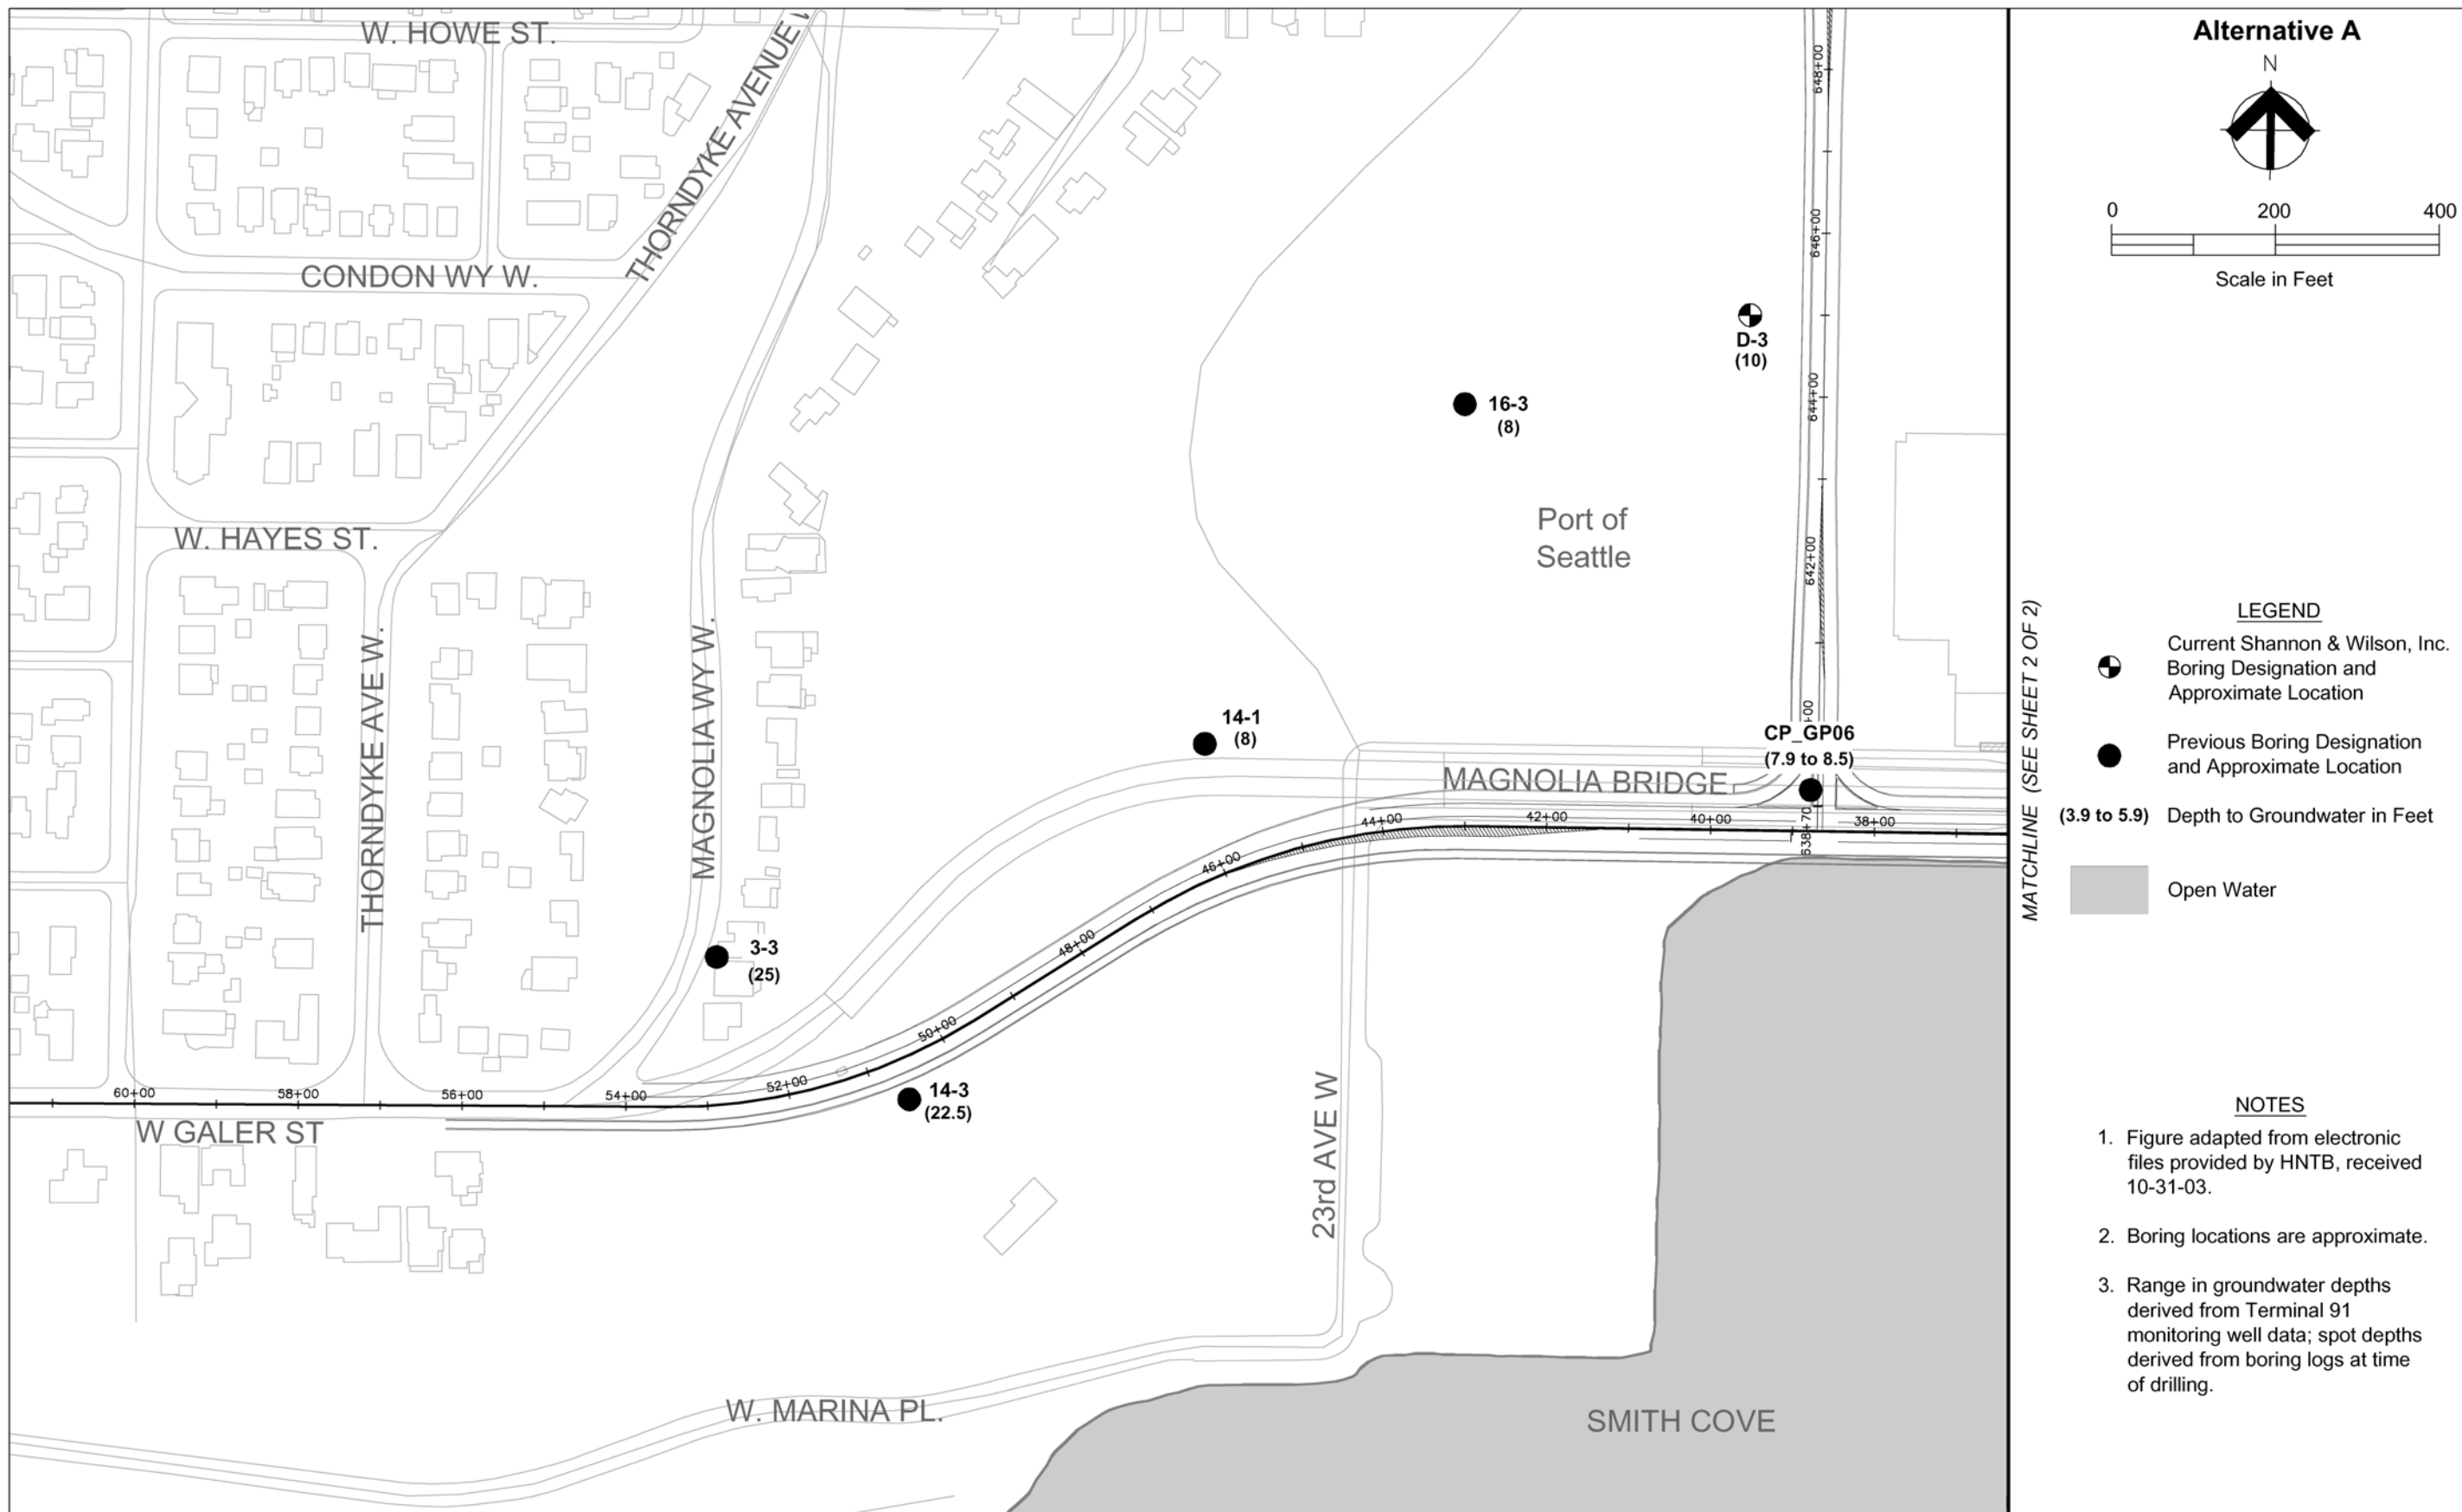 W. HOWE ST.
THORNDYKE AVENUE
CONDON WY W.
W. HAYES ST.
THORNDYKE AVE W.
MAGNOLIA WY W.
648+00
646+00
D-3
(10)
644+00
16-3
(8)
Port of
Seattle
642+00
14-1
(8)
+00
CP_GP06
(7.9 to 8.5)
MAGNOLIA BRIDGE
638+70
38+00
40+00
42+00
44+00
46+00
48+00
50+00
52+00
54+00
56+00
58+00
60+00
3-3
(25)
14-3
(22.5)
W GALER ST
23rd AVE W
W. MARINA PL.
SMITH COVE
MATCHLINE (SEE SHEET 2 OF 2)
Alternative A
N
0 200 400
Scale in Feet
LEGEND
Current Shannon & Wilson, Inc.
Boring Designation and
Approximate Location
Previous Boring Designation
and Approximate Location
(3.9 to 5.9) Depth to Groundwater in Feet
Open Water
NOTES
1. Figure adapted from electronic
files provided by HNTB, received
10-31-03.
2. Boring locations are approximate.
3. Range in groundwater depths
derived from Terminal 91
monitoring well data; spot depths
derived from boring logs at time
of drilling.